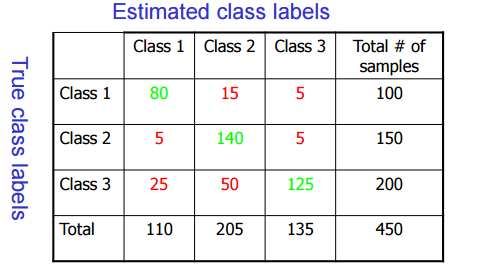 Estimated class labels
True class labels
Class 1 Class 2 Class 3 Total # of
samples
Class 1 80 15 5 100
Class 2 5 140 5 150
Class 3 25 50 125 200
Total 110 205 135 450